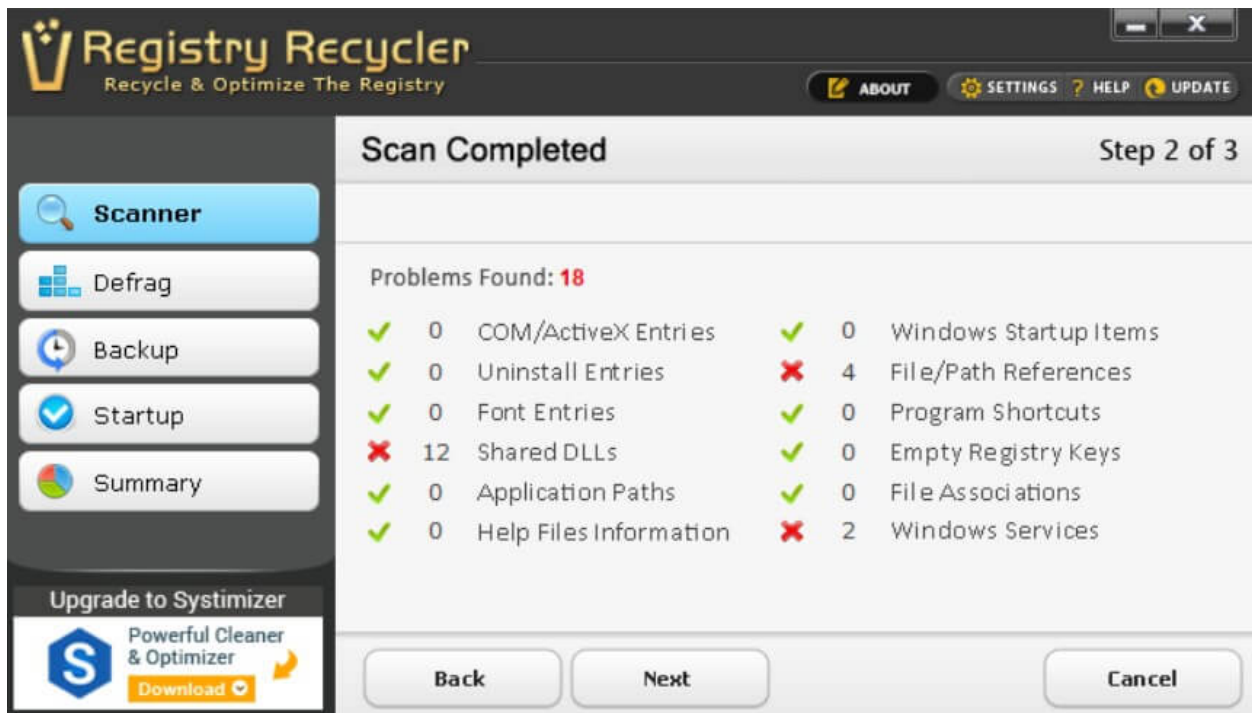 Registry Recycler
Recycle & Optimize The Registry
ABOUT SETTINGS ? HELP UPDATE
Scan Completed Step 2 of 3
Scanner
Defrag
Backup
Startup
Summary
Problems Found: 18
0 COM/ActiveX Entries
0 Uninstall Entries
0 Font Entries
12 Shared DLLs
0 Application Paths
0 Help Files Information
0 Windows Startup Items
4 File/Path References
0 Program Shortcuts
0 Empty Registry Keys
0 File Associations
2 Windows Services
Upgrade to Systimizer
S
Powerful Cleaner
& Optimizer
Download
Back Next Cancel